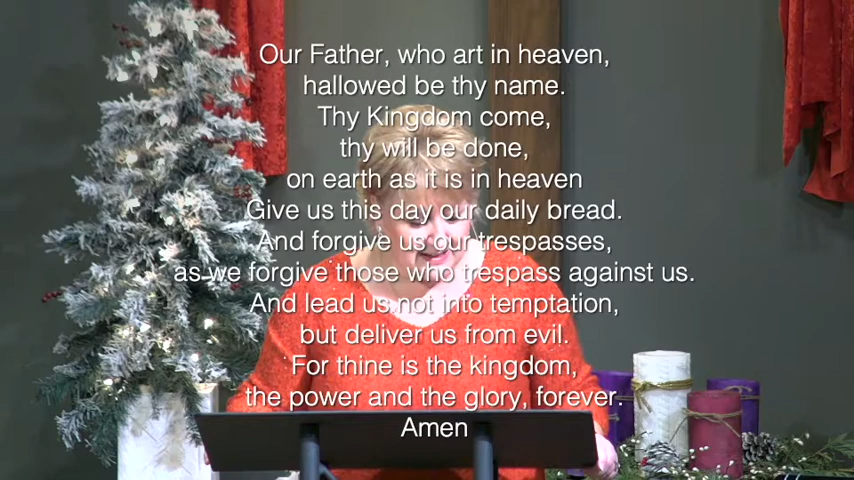 Our Father, who art in heaven,
hallowed be thy name.
Thy Kingdom come,
thy will be done,
on earth as it is in heaven
Give us this day our daily bread.
And forgive us our trespasses,
as we forgive those who trespass against us.
And lead us not into temptation,
but deliver us from evil.
For thine is the kingdom,
the power and the glory, forever.
Amen